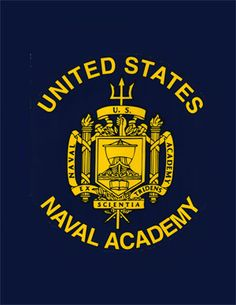 UNITED STATES
U.S.
NAVAL
ACADEMY
EX
TRIDENS
SCIENTIA
NAVAL ACADEMY